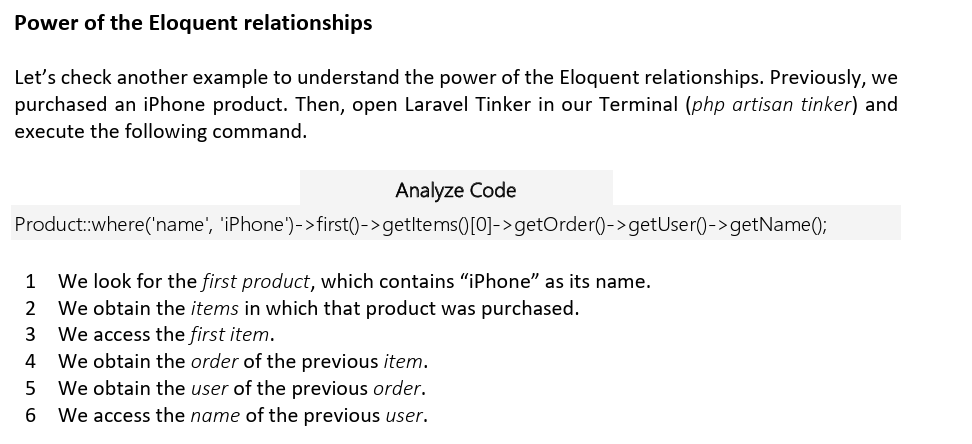 Power of the Eloquent relationships
Let’s check another example to understand the power of the Eloquent relationships. Previously, we
purchased an iPhone product. Then, open Laravel Tinker in our Terminal (php artisan tinker) and
execute the following command.
Analyze Code
Product::where('name', 'iPhone')->first()->getItems()[0]->getOrder()->getUser()->getName();
1 We look for the first product, which contains “iPhone” as its name.
2 We obtain the items in which that product was purchased.
3 We access the first item.
4 We obtain the order of the previous item.
5 We obtain the user of the previous order.
6 We access the name of the previous user.